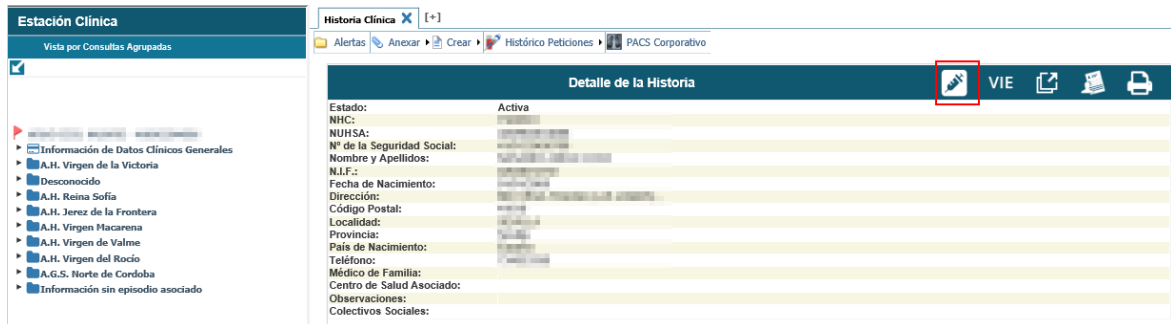 Estación Clínica
Vista por Consultas Agrupadas
Información de Datos Clínicos Generales
A.H. Virgen de la Victoria
Desconocido
A.H. Reina Sofía
A.H. Jerez de la Frontera
A.H. Virgen Macarena
A.H. Virgen de Valme
A.H. Virgen del Rocío
A.G.S. Norte de Cordoba
Información sin episodio asociado
Historia Clínica X [+]
Alertas Anexar Crear Histórico Peticiones PACS Corporativo
Detalle de la Historia VIE
Estado: Activa
NHC:
NUHSA:
Nº de la Seguridad Social:
Nombre y Apellidos:
N.I.F.:
Fecha de Nacimiento:
Dirección:
Código Postal:
Localidad:
Provincia:
País de Nacimiento:
Teléfono:
Médico de Familia:
Centro de Salud Asociado:
Observaciones:
Colectivos Sociales: